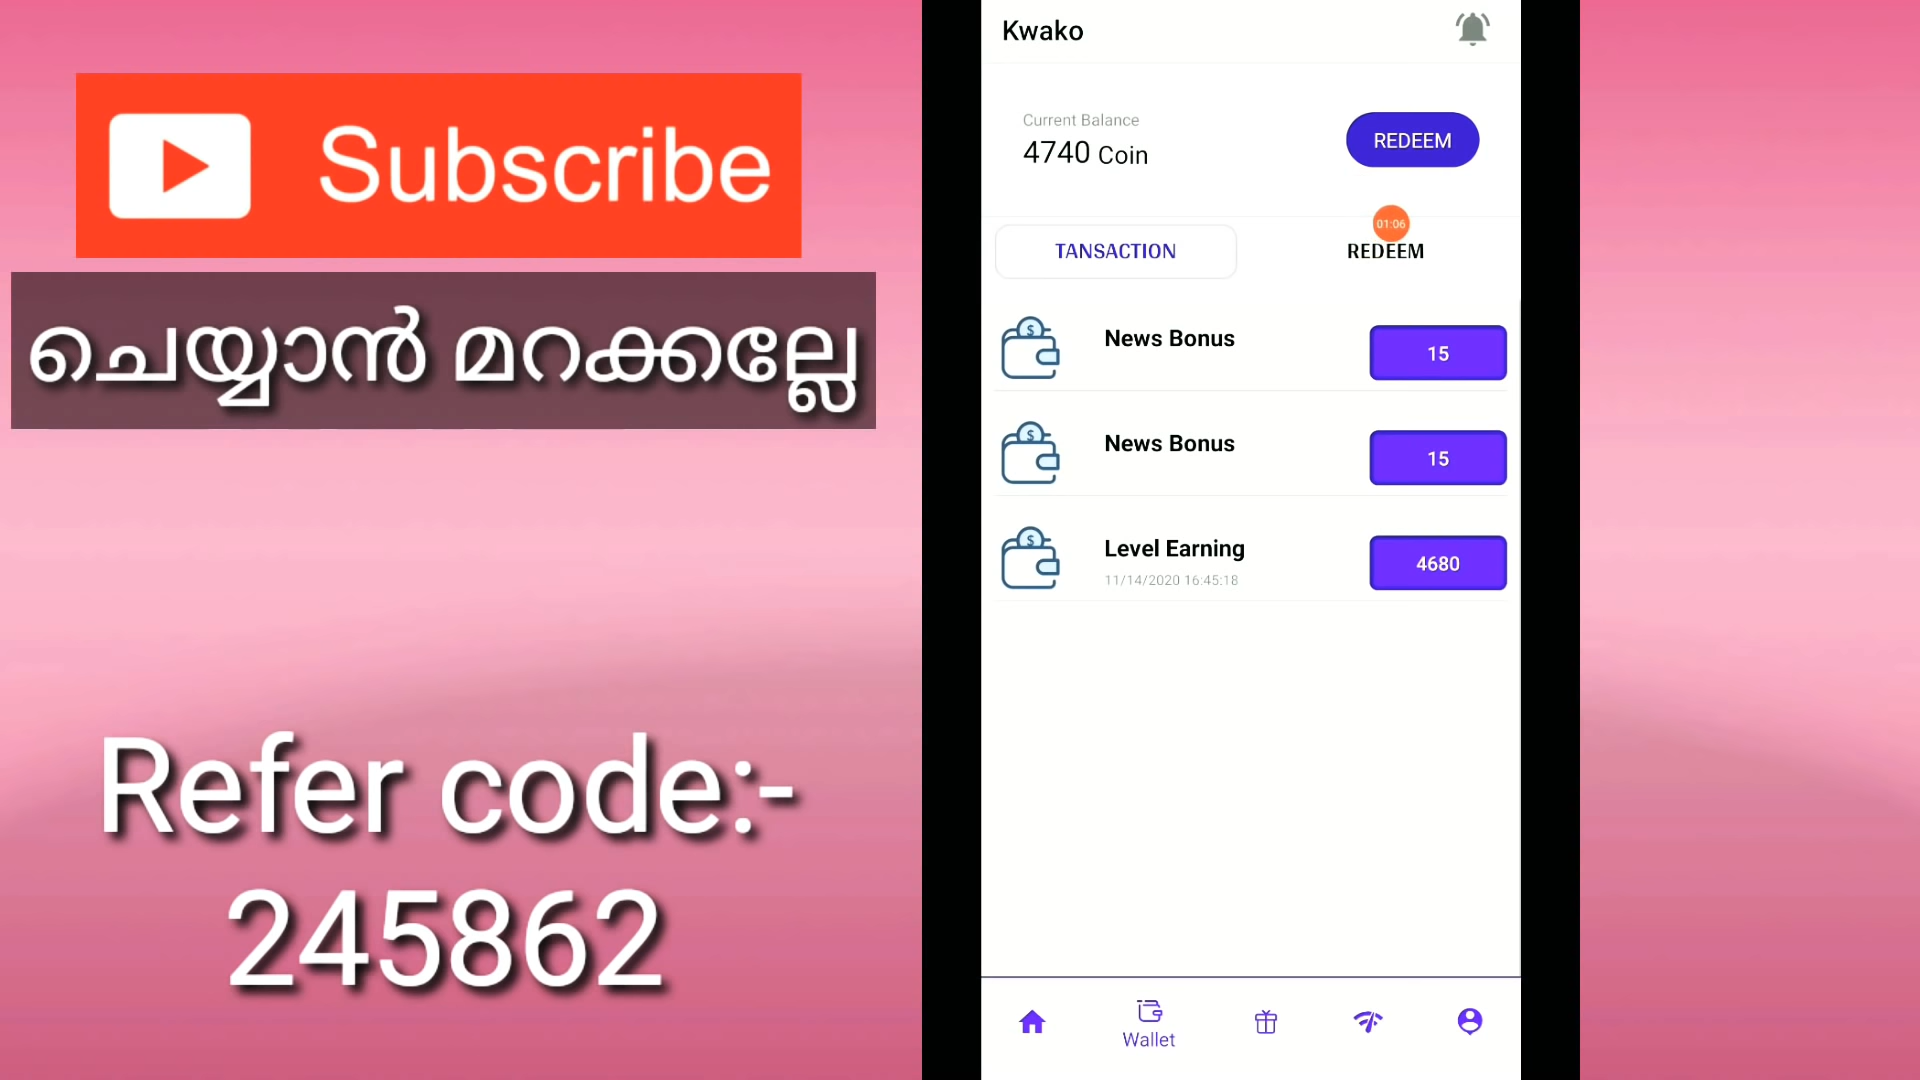 Subscribe
ചെയ്യാൻ മറക്കല്ലേ
Refer code:-
245862
Kwako
Current Balance
4740 Coin
REDEEM
01:06
TANSACTION
REDEEM
News Bonus
15
News Bonus
15
Level Earning
11/14/2020 16:45:18
4680
Wallet